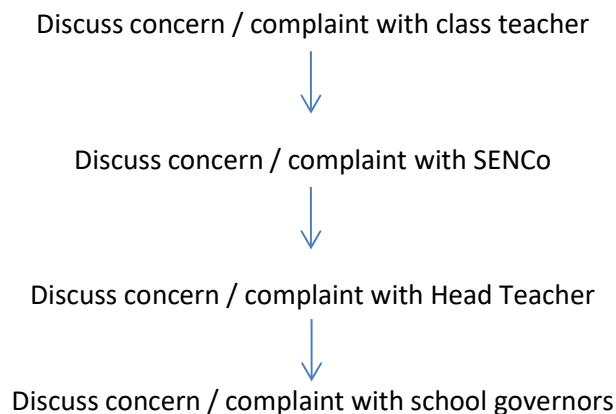 Discuss concern / complaint with class teacher
Discuss concern / complaint with SENCo
Discuss concern / complaint with Head Teacher
Discuss concern / complaint with school governors